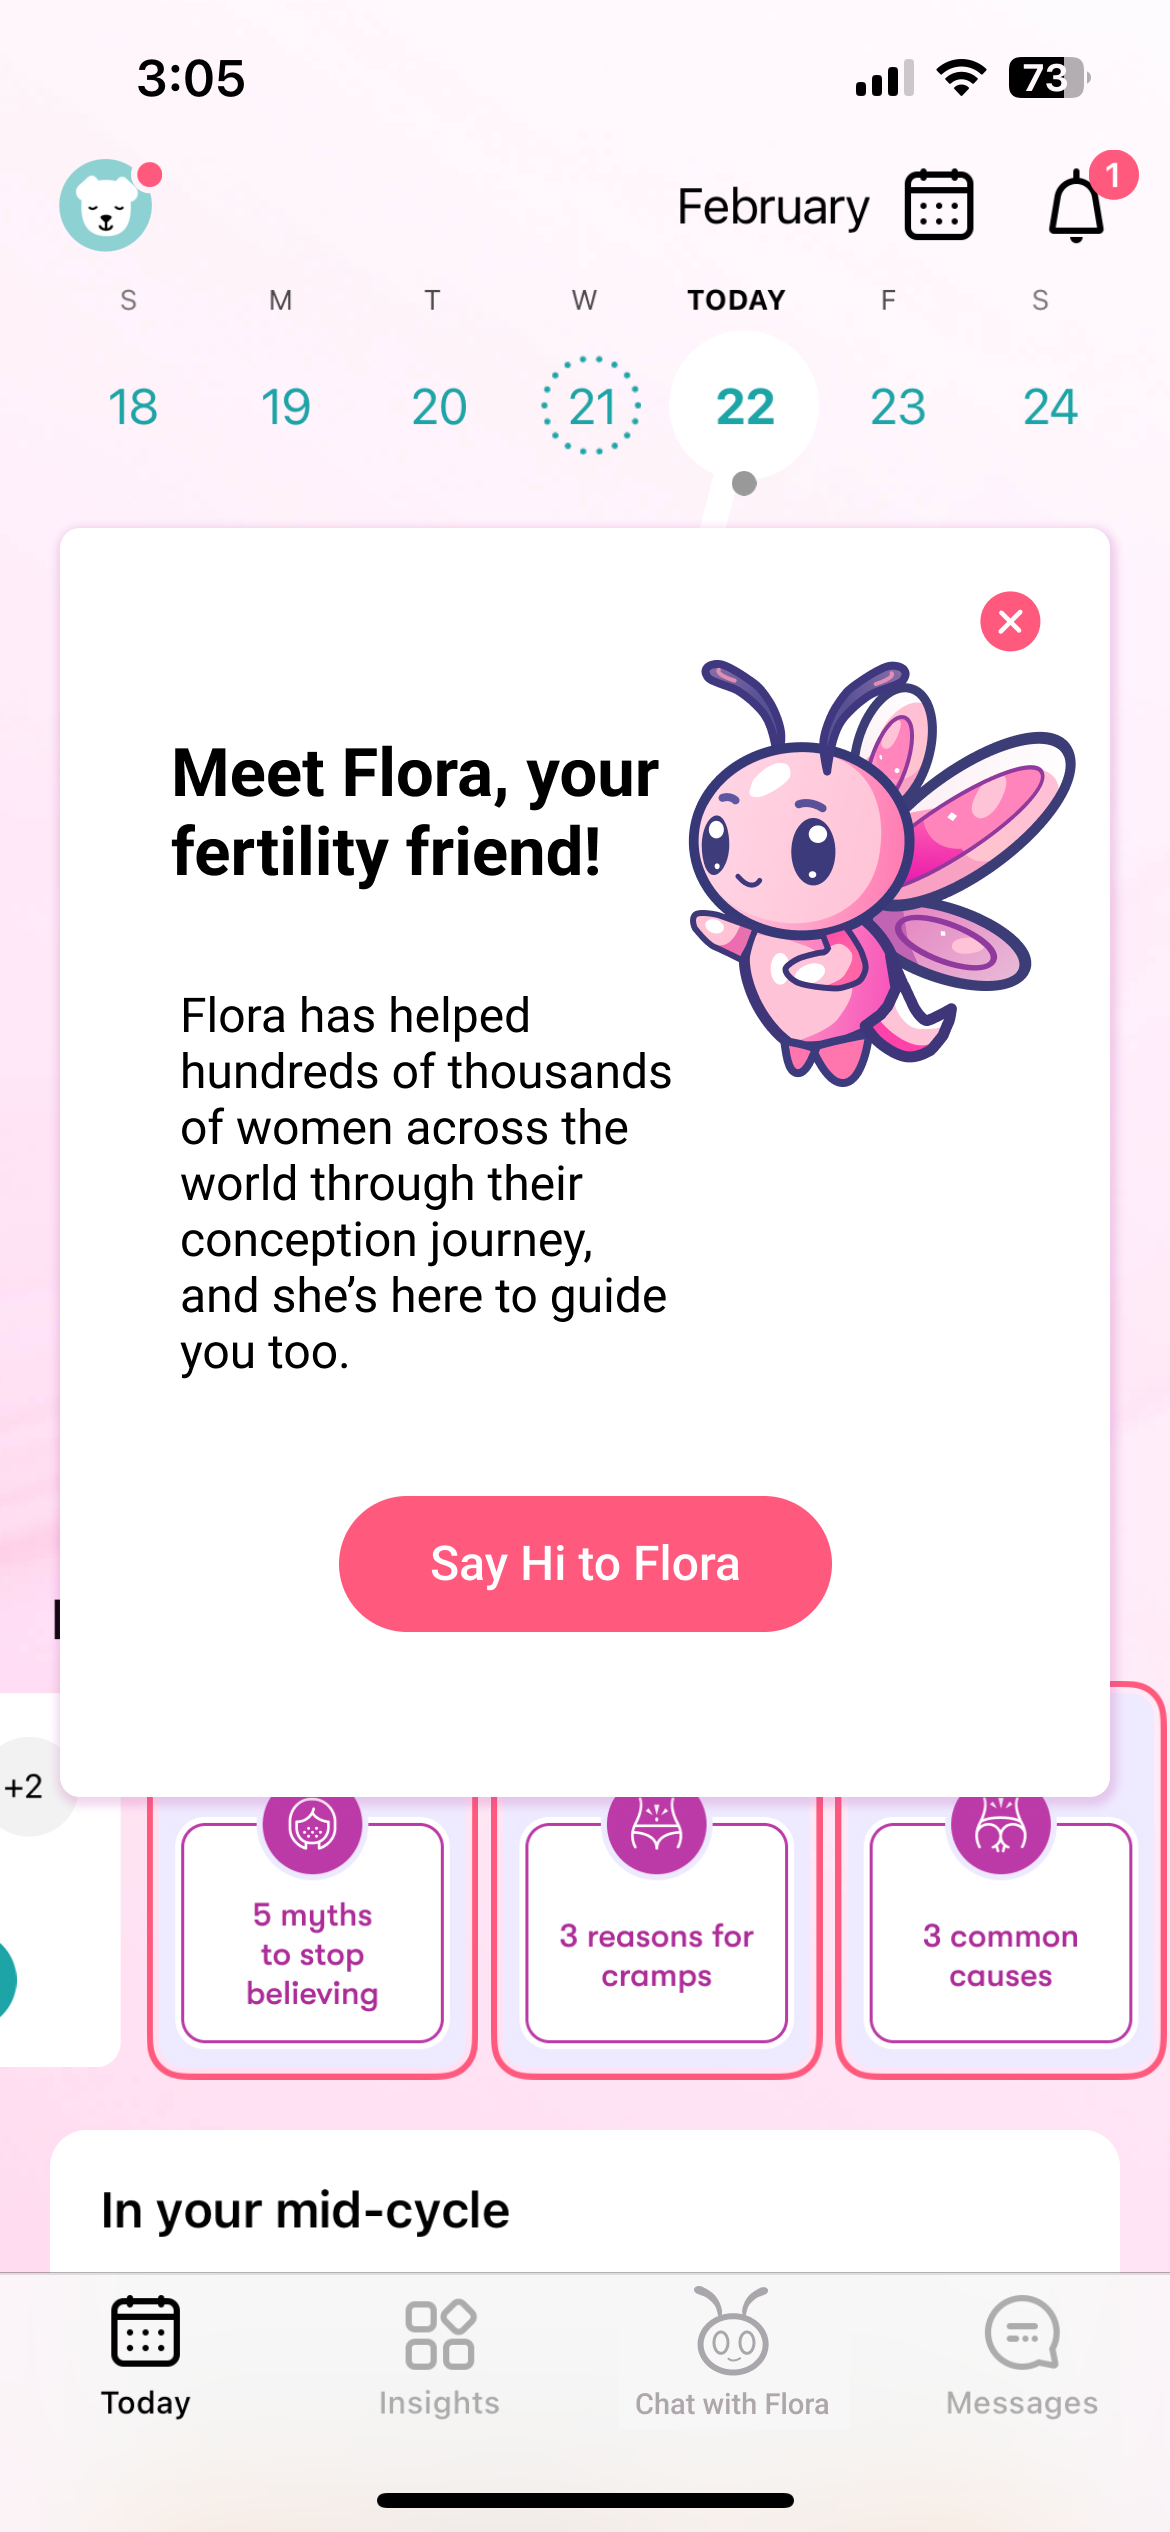 3:05
73
February
1
S M T W TODAY F S
18 19 20 21 22 23 24
Meet Flora, your
fertility friend!
Flora has helped
hundreds of thousands
of women across the
world through their
conception journey,
and she’s here to guide
you too.
Say Hi to Flora
+2
5 myths
to stop
believing
3 reasons for
cramps
3 common
causes
In your mid-cycle
Today
Insights
Chat with Flora
Messages